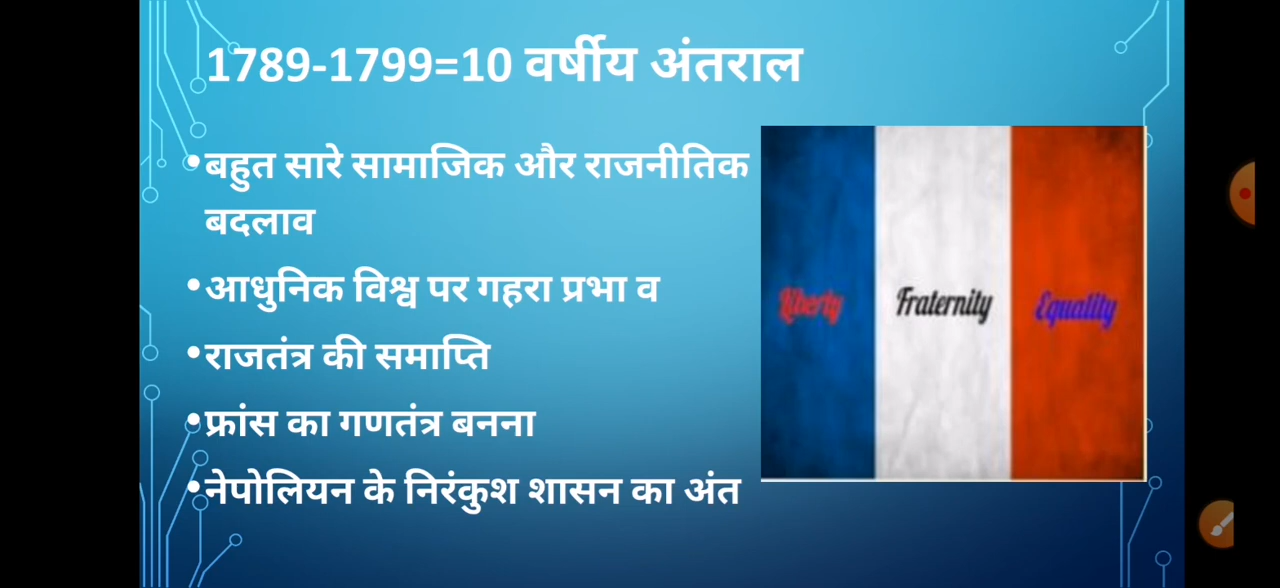 1789-1799=10 वर्षीय अंतराल
•बहुत सारे सामाजिक और राजनीतिक
बदलाव
•आधुनिक विश्व पर गहरा प्रभा व
•राजतंत्र की समाप्ति
•फ्रांस का गणतंत्र बनना
•नेपोलियन के निरंकुश शासन का अंत
Liberty
Fraternity
Equality